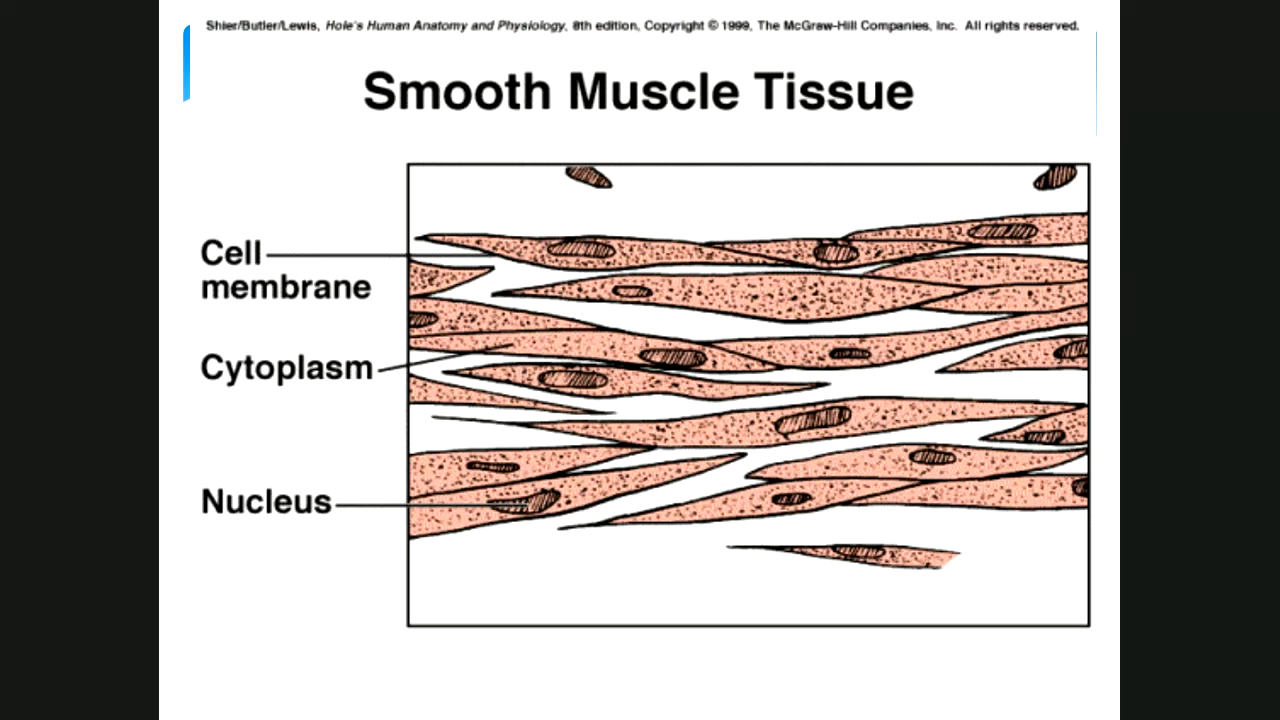 Shier/Butler/Lewis, Hole's Human Anatomy and Physiology, 8th edition, Copyright © 1999, The McGraw-Hill Companies, Inc. All rights reserved.
Smooth Muscle Tissue
Cell
membrane
Cytoplasm
Nucleus